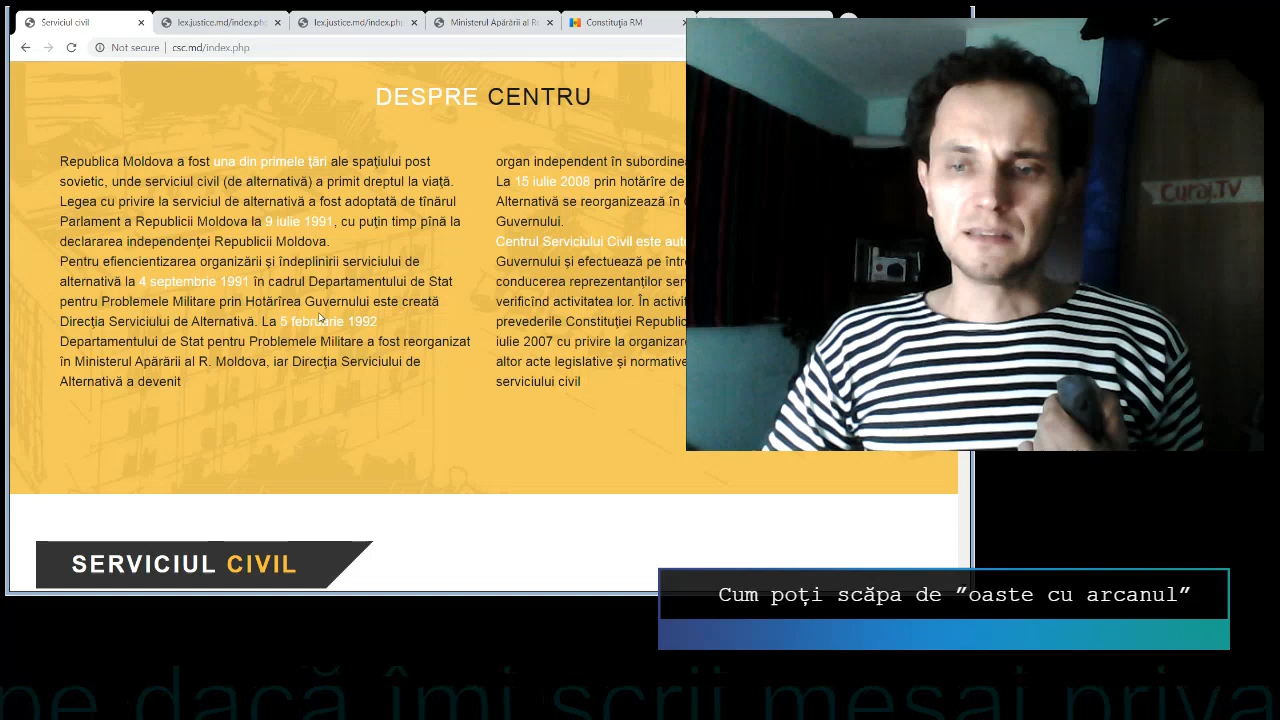 Serviciul civil
lex.justice.md/index.php
lex.justice.md/index.php
Ministerul Apărării al R
Constituția RM
Not secure
csc.md/index.php
DESPRE CENTRU
Republica Moldova a fost una din primele țări ale spațiului post
sovietic, unde serviciul civil (de alternativă) a primit dreptul la viață.
Legea cu privire la serviciul de alternativă a fost adoptată de tînărul
Parlament a Republicii Moldova la 9 iulie 1991, cu puțin timp pînă la
declararea independenței Republicii Moldova.
Pentru efiencientizarea organizării și îndeplinirii serviciului de
alternativă la 4 septembrie 1991 în cadrul Departamentului de Stat
pentru Problemele Militare prin Hotărîrea Guvernului este creată
Direcția Serviciului de Alternativă. La 5 februarie 1992
Departamentului de Stat pentru Problemele Militare a fost reorganizat
în Ministerul Apărării al R. Moldova, iar Direcția Serviciului de
Alternativă a devenit
organ independent în subordinea
La 15 iulie 2008 prin hotărîre de
Alternativă se reorganizează în
Guvernului.
Centrul Serviciului Civil este
Guvernului și efectuează pe
conducerea reprezentanților
verificînd activitatea lor. În
prevederile Constituției
iulie 2007 cu privire la
altor acte legislative și normative
serviciului civil
Curaj.TV
SERVICIUL CIVIL
Cum poți scăpa de ”oaste cu arcanul”
dacă îmi scrii mesaj